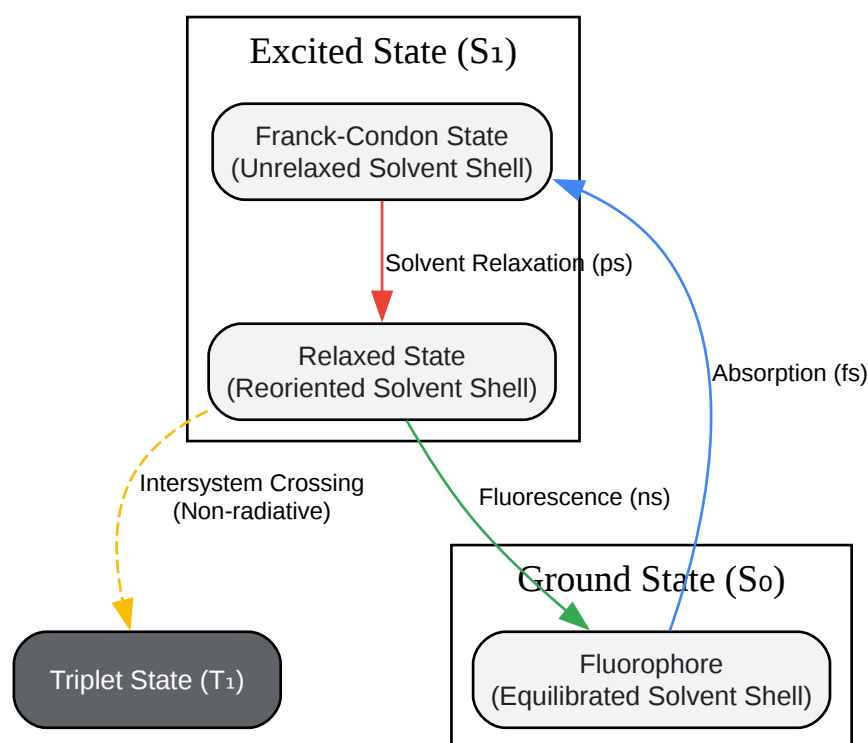 Excited State (S₁)
Franck-Condon State
(Unrelaxed Solvent Shell)
Solvent Relaxation (ps)
Relaxed State
(Reoriented Solvent Shell)
Absorption (fs)
Intersystem Crossing
(Non-radiative)
Fluorescence (ns)
Ground State (S₀)
Triplet State (T₁)
Fluorophore
(Equilibrated Solvent Shell)